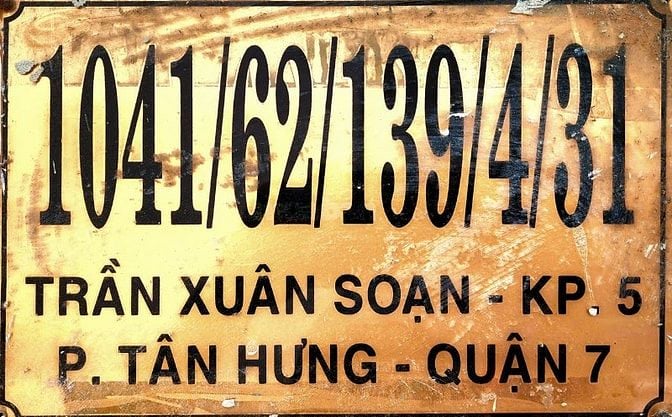 1041/62/139/4/31
TRẦN XUÂN SOẠN - KP. 5
P. TÂN HƯNG - QUẬN 7